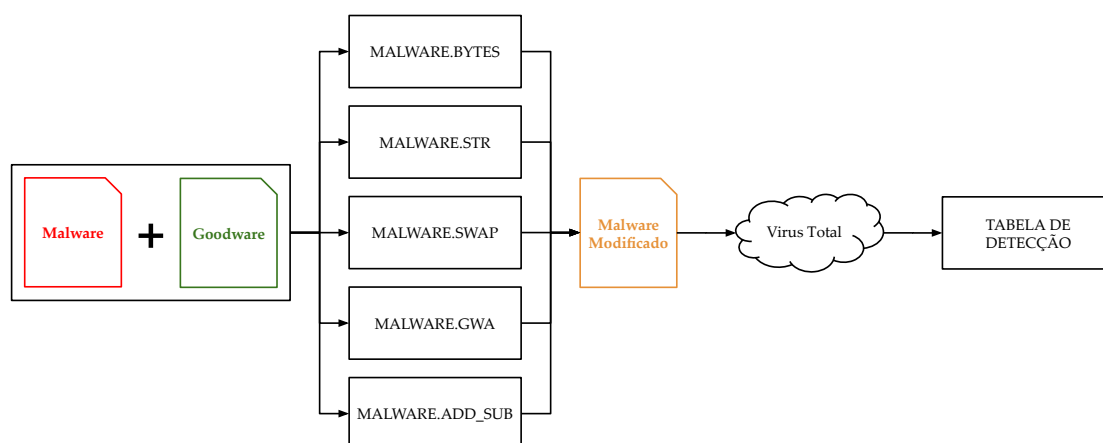 MALWARE.BYTES
MALWARE.STR
Malware
+
Goodware
MALWARE.SWAP
Malware
Modificado
Virus Total
TABELA DE
DETECÇÃO
MALWARE.GWA
MALWARE.ADD_SUB